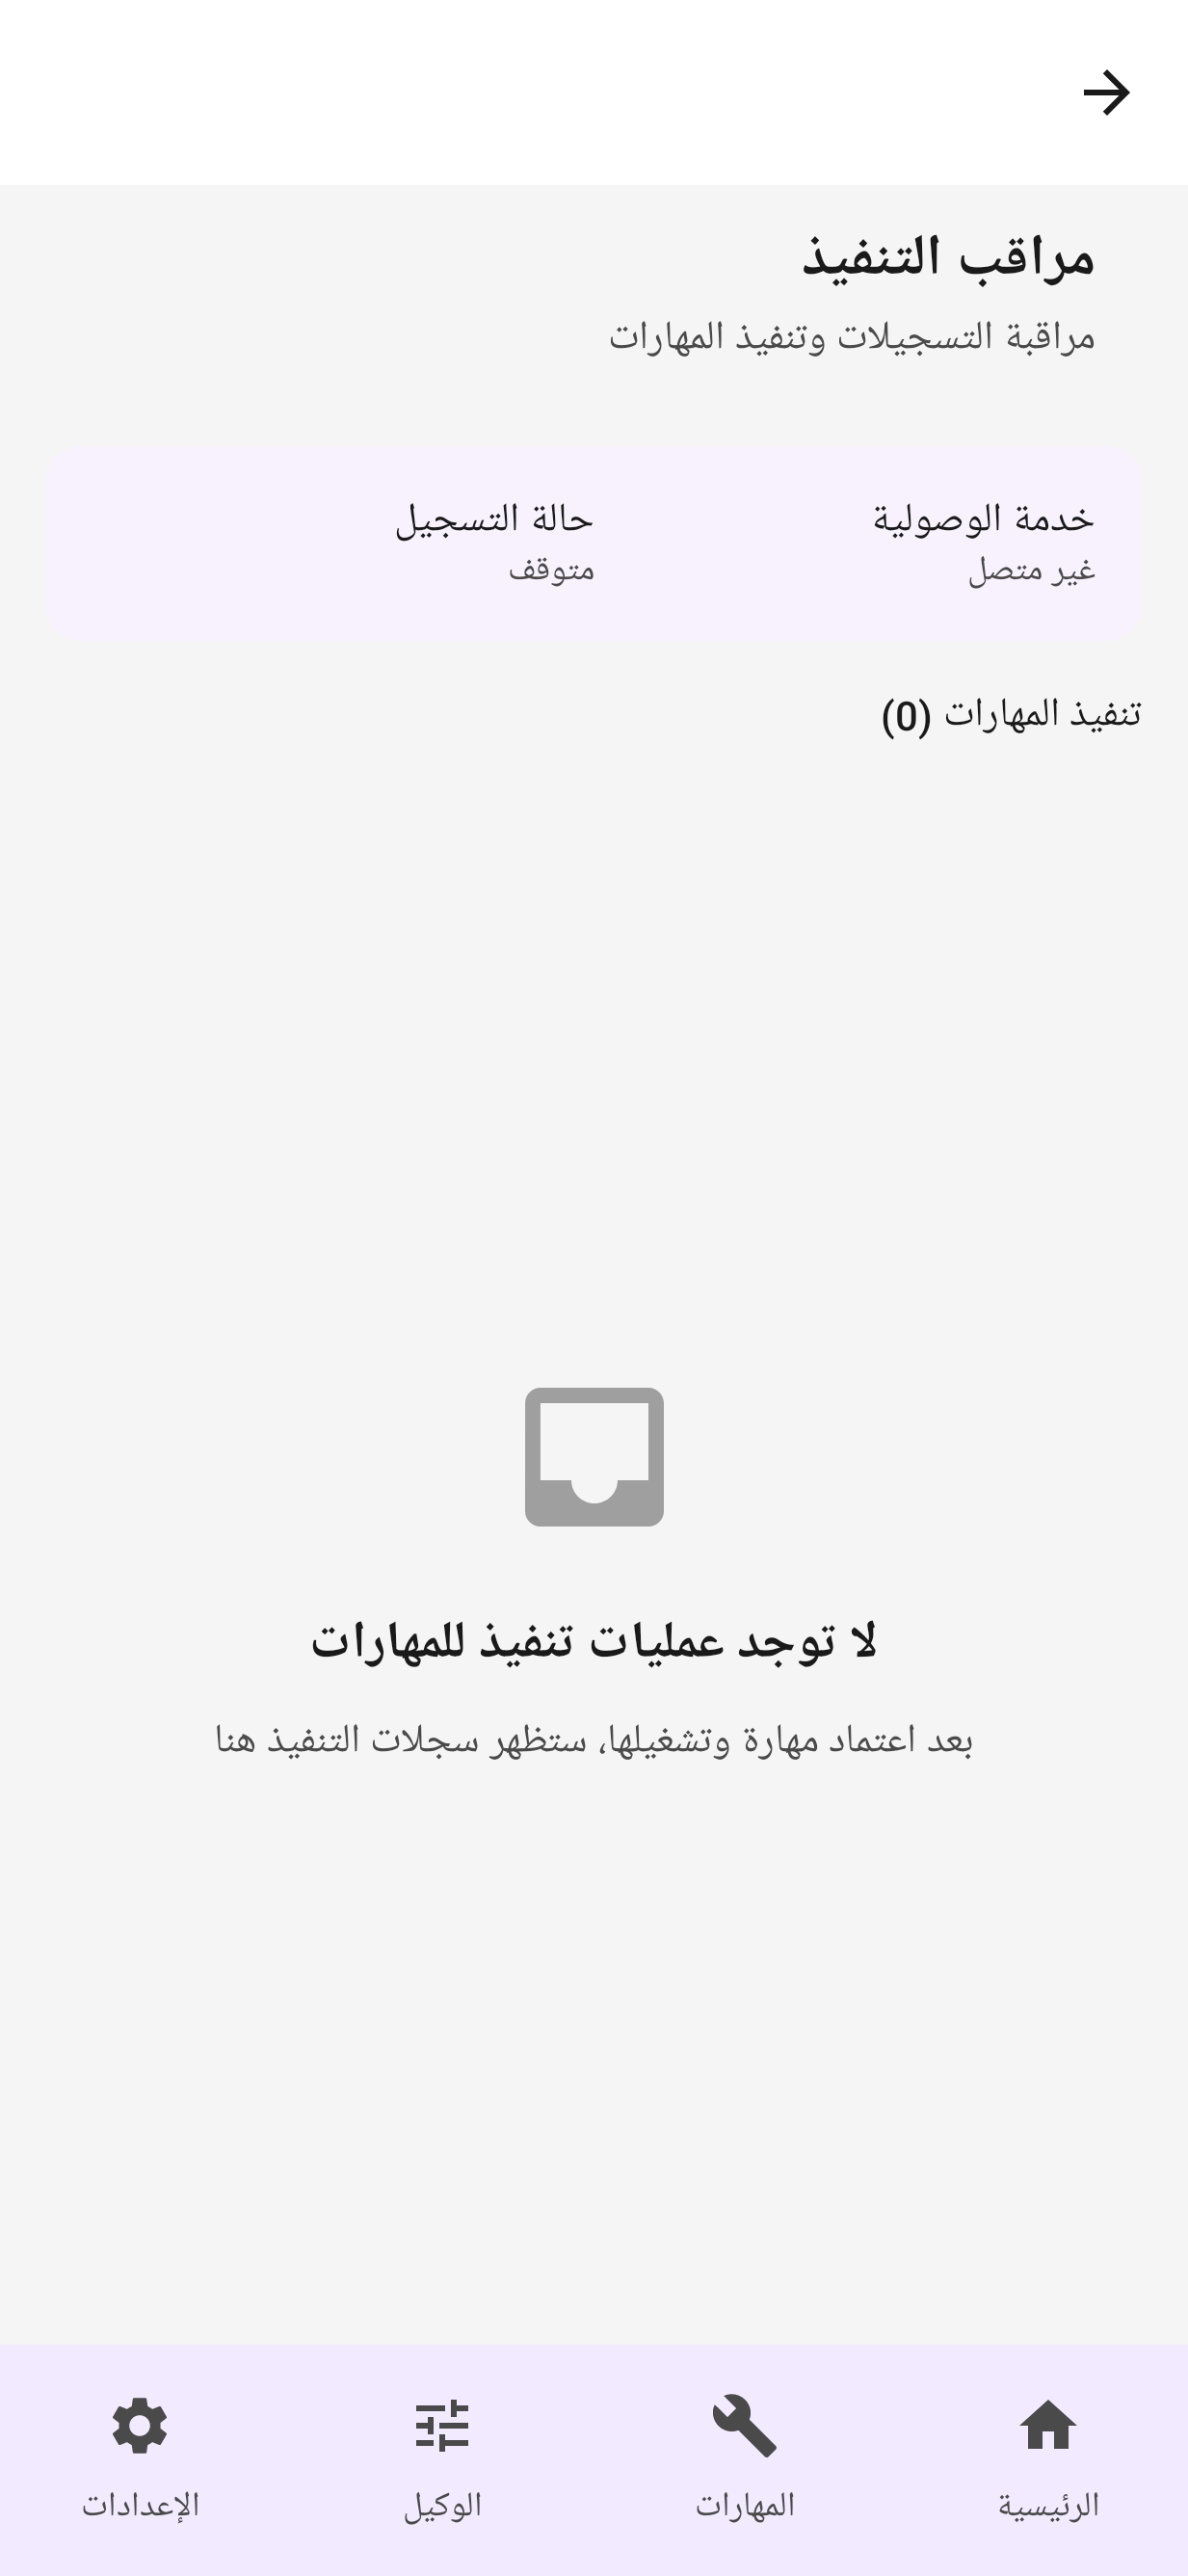 مراقب التنفيذ
مراقبة التسجيلات وتنفيذ المهارات
خدمة الوصولية
غير متصل
حالة التسجيل
متوقف
تنفيذ المهارات (0)
لا توجد عمليات تنفيذ للمهارات
بعد اعتماد مهارة وتشغيلها، ستظهر سجلات التنفيذ هنا
الرئيسية
المهارات
الوكيل
الإعدادات